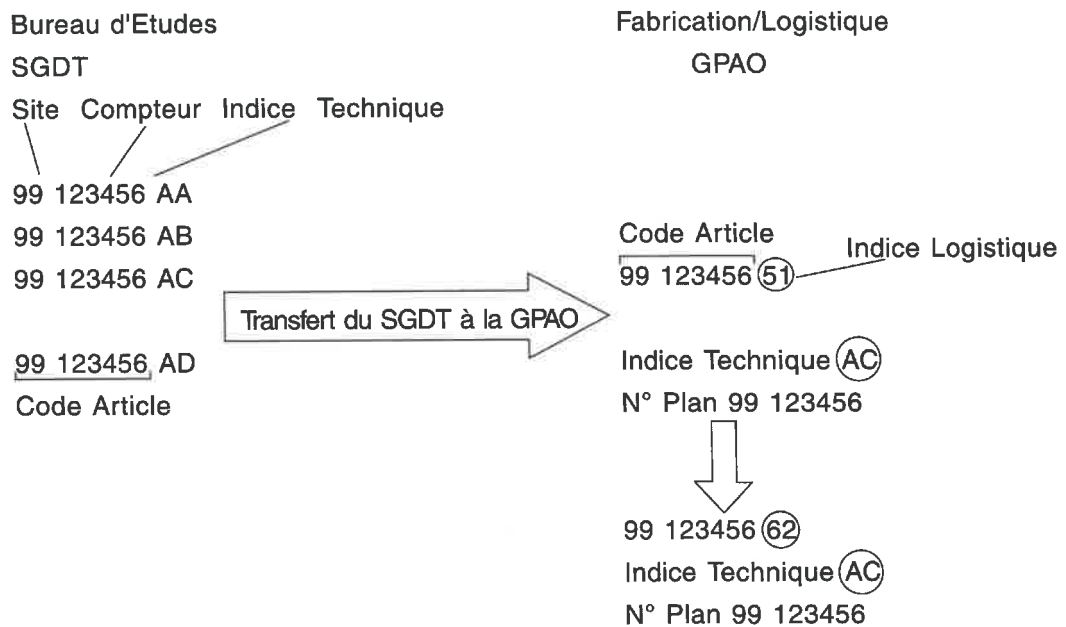 Bureau d'Etudes
SGDT
Site Compteur Indice Technique
99 123456 AA
99 123456 AB
99 123456 AC
99 123456 AD
Code Article
Transfert du SGDT à la GPAO
Fabrication/Logistique
GPAO
Code Article
Indice Logistique
99 123456 51
Indice Technique AC
N° Plan 99 123456
99 123456 62
Indice Technique AC
N° Plan 99 123456